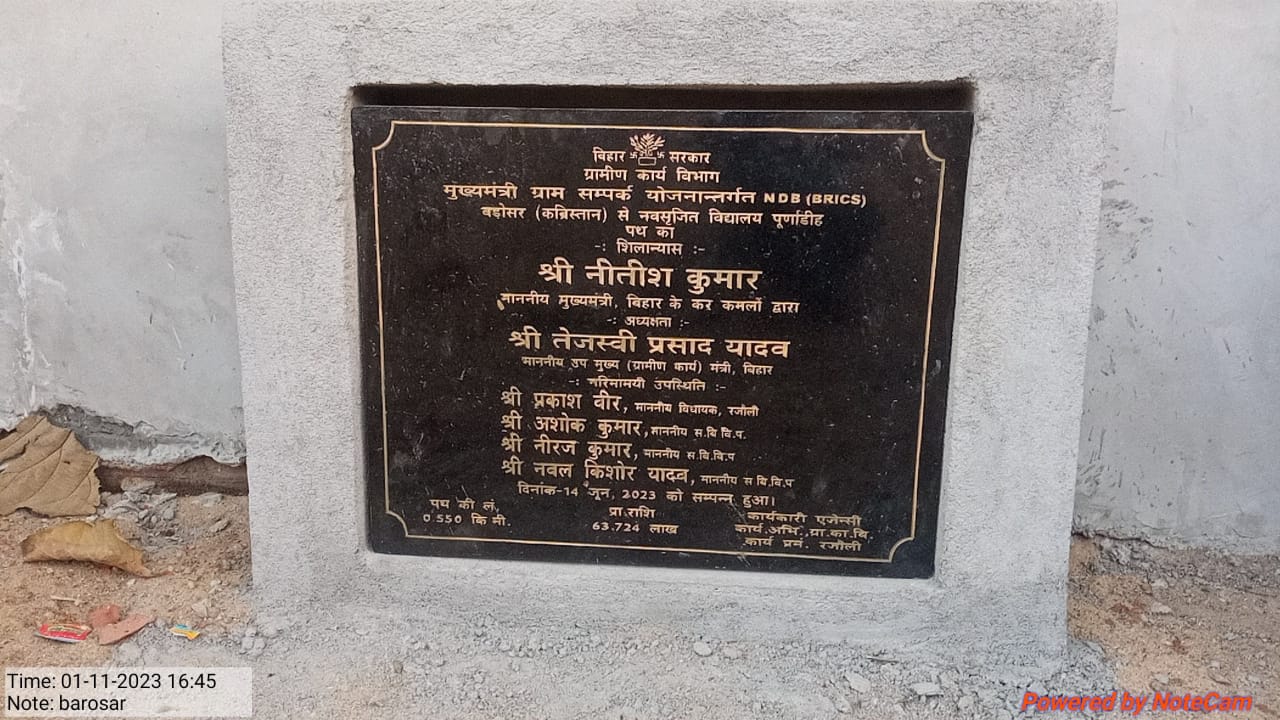 बिहार सरकार
ग्रामीण कार्य विभाग
मुख्यमंत्री ग्राम सम्पर्क योजनान्तर्गत NDB (BRICS)
बड़ोसर (कब्रिस्तान) से नवसृजित विद्यालय पूर्णाडीह
पथ का
-: शिलान्यास :-
श्री नीतीश कुमार
माननीय मुख्यमंत्री, बिहार के कर कमलों द्वारा
-: अध्यक्षता :-
श्री तेजस्वी प्रसाद यादव
माननीय उप मुख्य (ग्रामीण कार्य) मंत्री, बिहार
-: गरिमामयी उपस्थिति :-
श्री प्रकाश वीर, माननीय विधायक, रजौली
श्री अशोक कुमार, माननीय स.बि.वि.प.
श्री नीरज कुमार, माननीय स.बि.वि.प
श्री नवल किशोर यादव, माननीय स बि.वि.प
दिनांक-14 जून, 2023 को सम्पन्न हुआ।
पथ की लं.
0.550 कि मी.
प्रा राशि
63.724 लाख
कार्यकारी एजेन्सी
कार्य.अभि.,ग्रा.का.वि.
कार्य प्रमं. रजौली
Time: 01-11-2023 16:45
Note: barosar
Powered by NoteCam